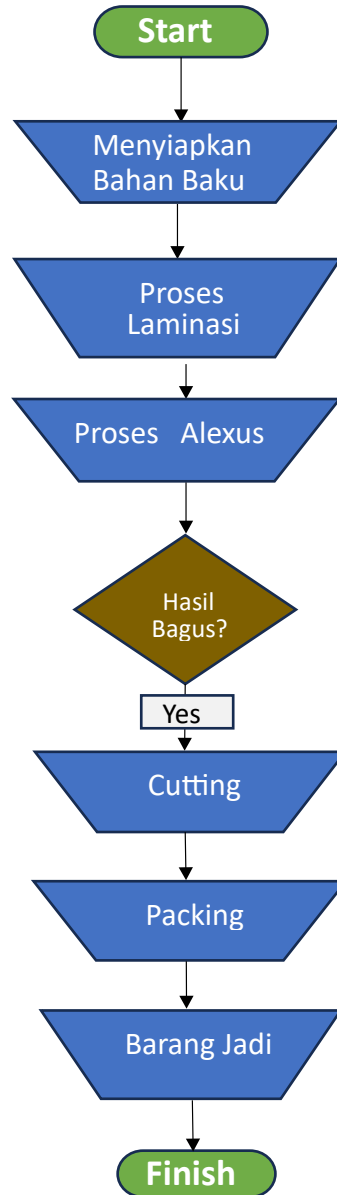 Start
Menyiapkan
Bahan Baku
Proses
Laminasi
Proses Alexus
Hasil
Bagus?
Yes
Cutting
Packing
Barang Jadi
Finish